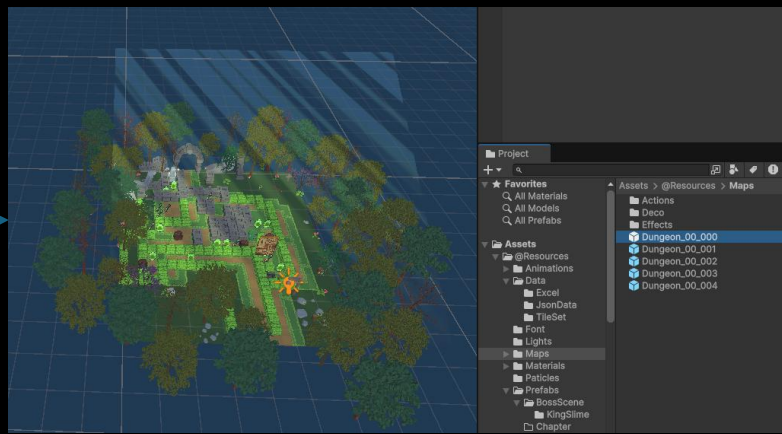 Project
Favorites
All Materials
All Models
All Prefabs
Assets
@Resources
Animations
Data
Excel
JsonData
TileSet
Font
Lights
Maps
Materials
Paticles
Prefabs
BossScene
KingSlime
Chapter
Assets > @Resources > Maps
Actions
Deco
Effects
Dungeon_00_000
Dungeon_00_001
Dungeon_00_002
Dungeon_00_003
Dungeon_00_004